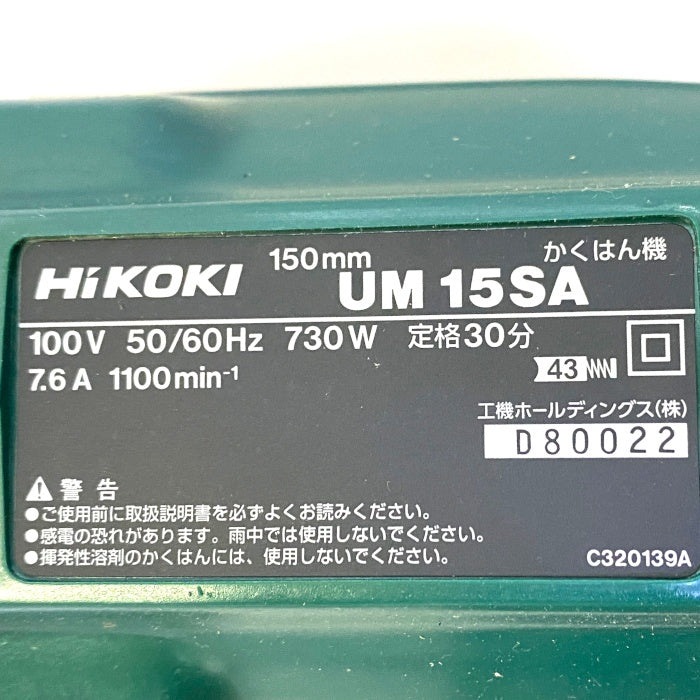 HiKOKI 150mm UM 15SA かくはん機
100V 50/60Hz 730W 定格30分
7.6A 1100min⁻¹ 43
工機ホールディングス(株)
D80022
警告
●ご使用前に取扱説明書を必ずよくお読みください。
●感電の恐れがあります。雨中では使用しないでください。
●揮発性溶剤のかくはんには、使用しないでください。
C320139A